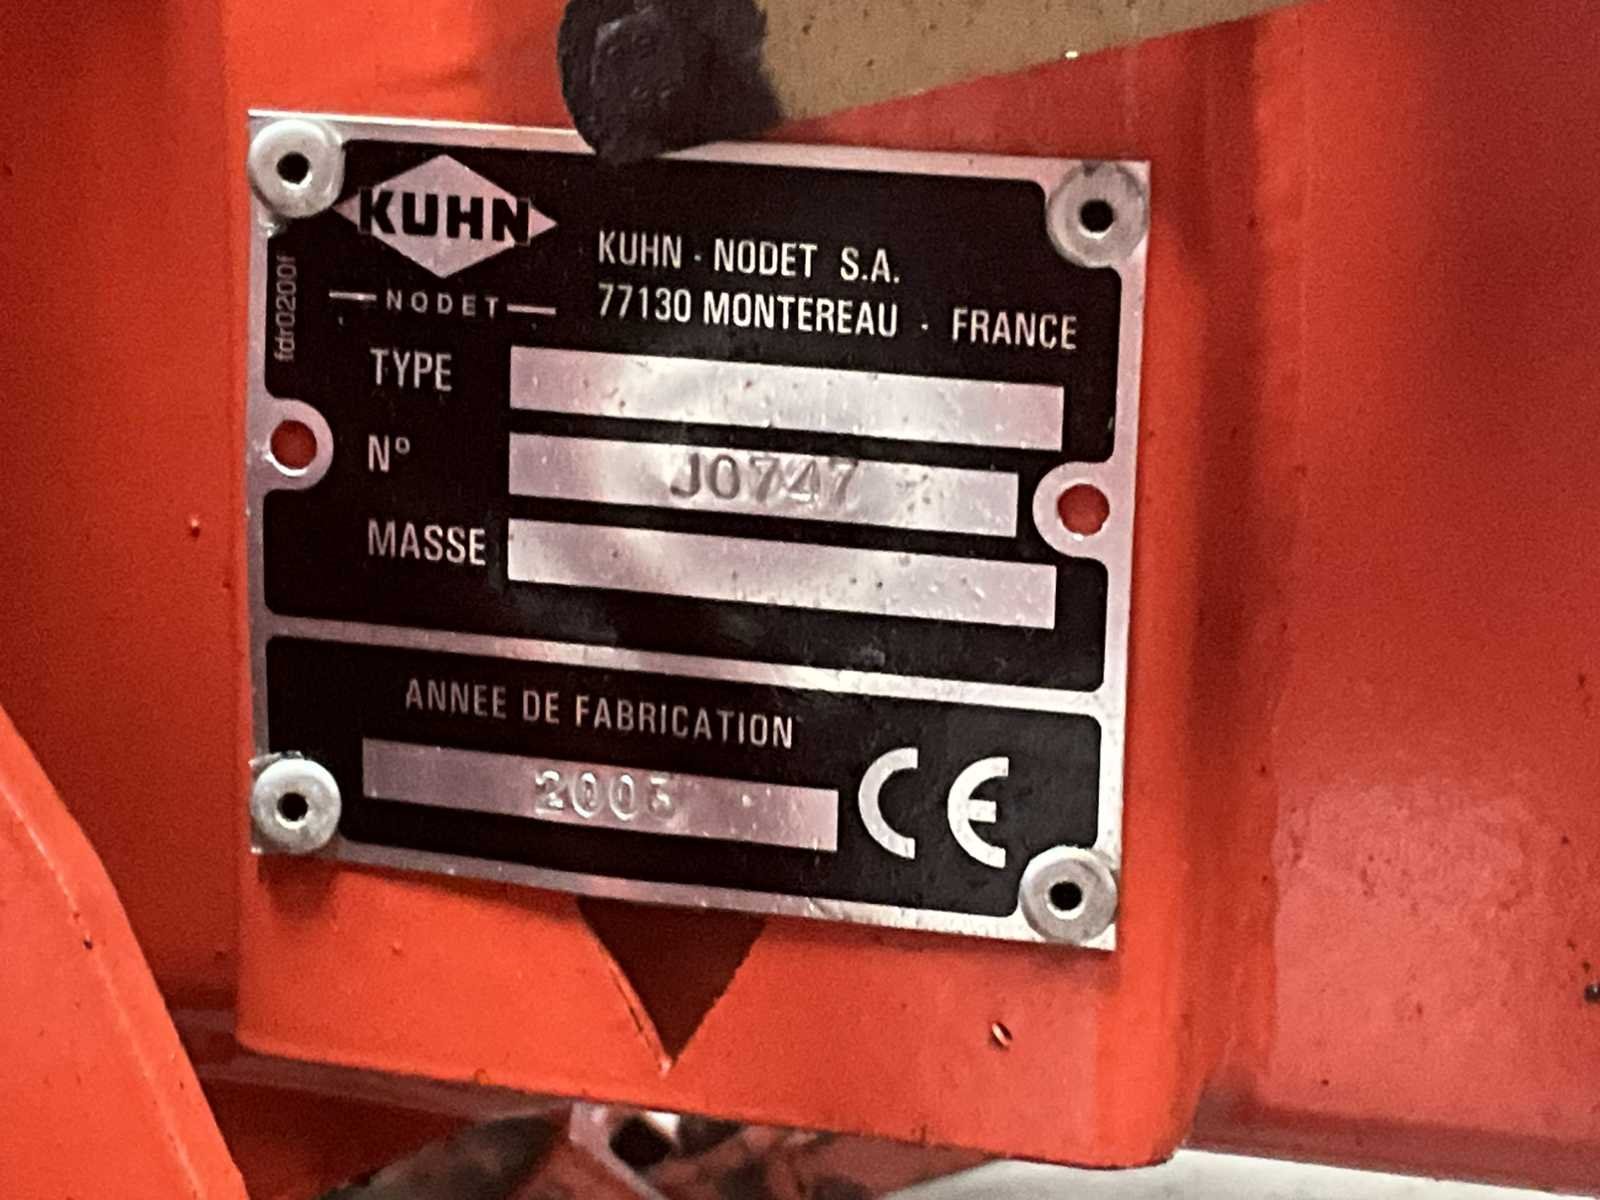 KUHN
NODET
KUHN - NODET S.A.
77130 MONTEREAU - FRANCE
fdr0200f
TYPE
N° J0747
MASSE
ANNEE DE FABRICATION
2003
CE